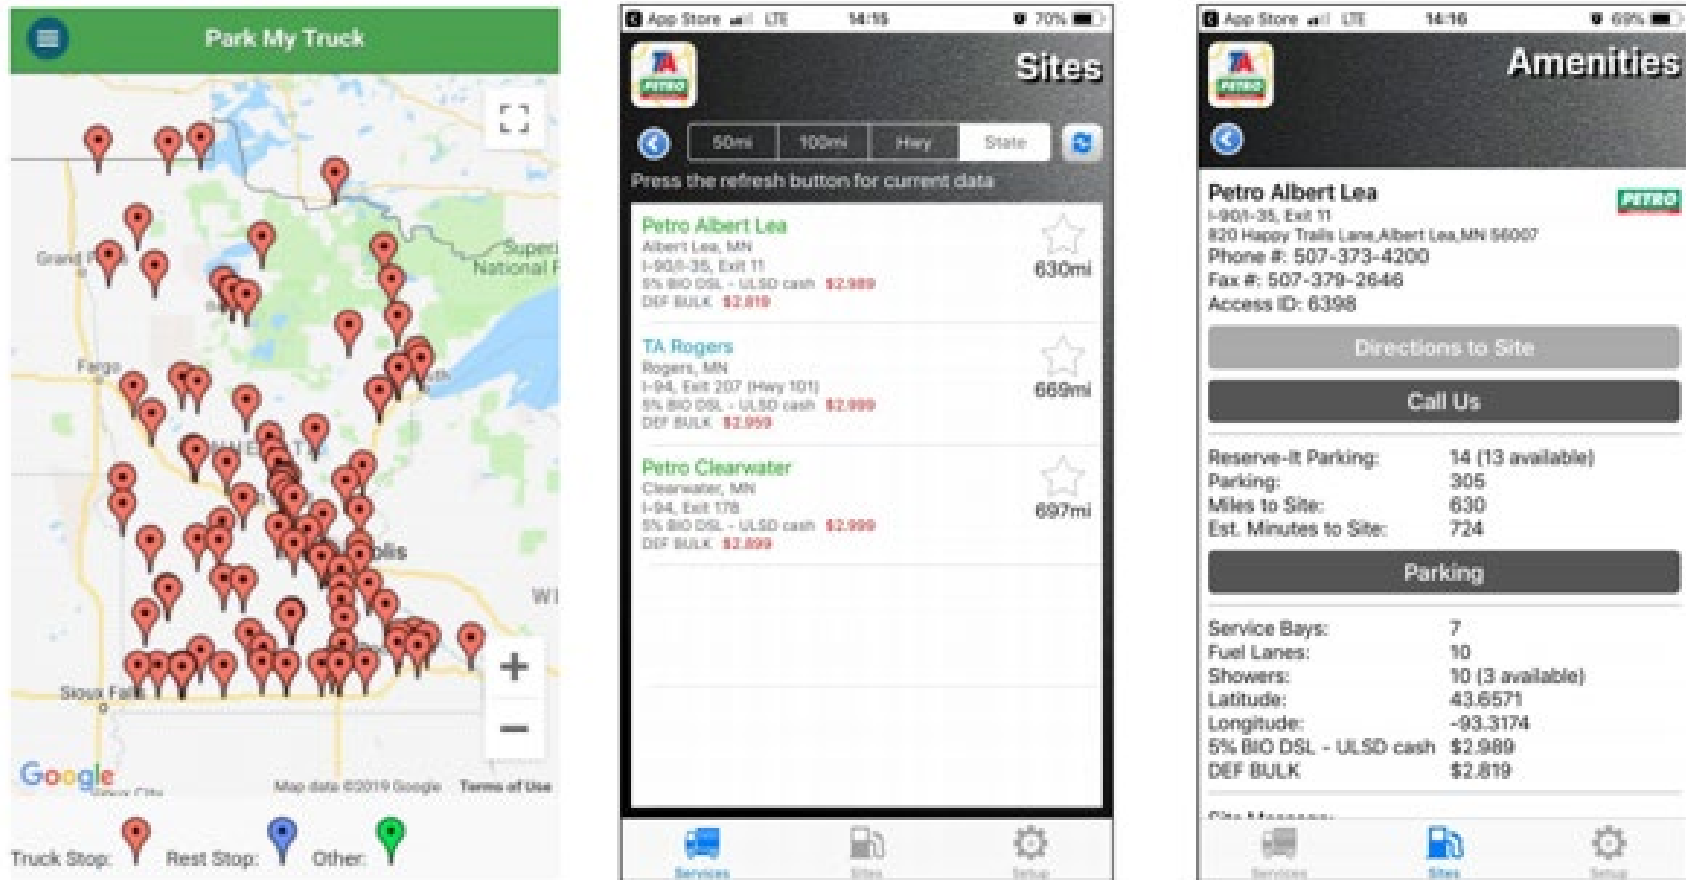 Park My Truck
Grand
Superi
National F
Fargo
Sioux Falls
olis
WI
Google
Map data ©2019 Google Terms of Use
Sioux City
Truck Stop: Rest Stop: Other:
App Store LTE 14:15 70%
TA
PETRO
Sites
50mi 100mi Hwy State
Press the refresh button for current data
Petro Albert Lea
Albert Lea, MN
I-90/I-35, Exit 11
630mi
5% BIO DSL - ULSD cash $2.989
DEF BULK $2.819
TA Rogers
Rogers, MN
I-94, Exit 207 (Hwy 101)
669mi
5% BIO DSL - ULSD cash $2.999
DEF BULK $2.959
Petro Clearwater
Clearwater, MN
I-94, Exit 178
697mi
5% BIO DSL - ULSD cash $2.999
DEF BULK $2.899
Services Sites Setup
App Store LTE 14:16 69%
TA
PETRO
Amenities
Petro Albert Lea
PETRO
I-90/I-35, Exit 11
820 Happy Trails Lane,Albert Lea,MN 56007
Phone #: 507-373-4200
Fax #: 507-379-2646
Access ID: 6398
Directions to Site
Call Us
Reserve-It Parking: 14 (13 available)
Parking: 305
Miles to Site: 630
Est. Minutes to Site: 724
Parking
Service Bays: 7
Fuel Lanes: 10
Showers: 10 (3 available)
Latitude: 43.6571
Longitude: -93.3174
5% BIO DSL - ULSD cash $2.989
DEF BULK $2.819
Site Message:
Services Sites Setup